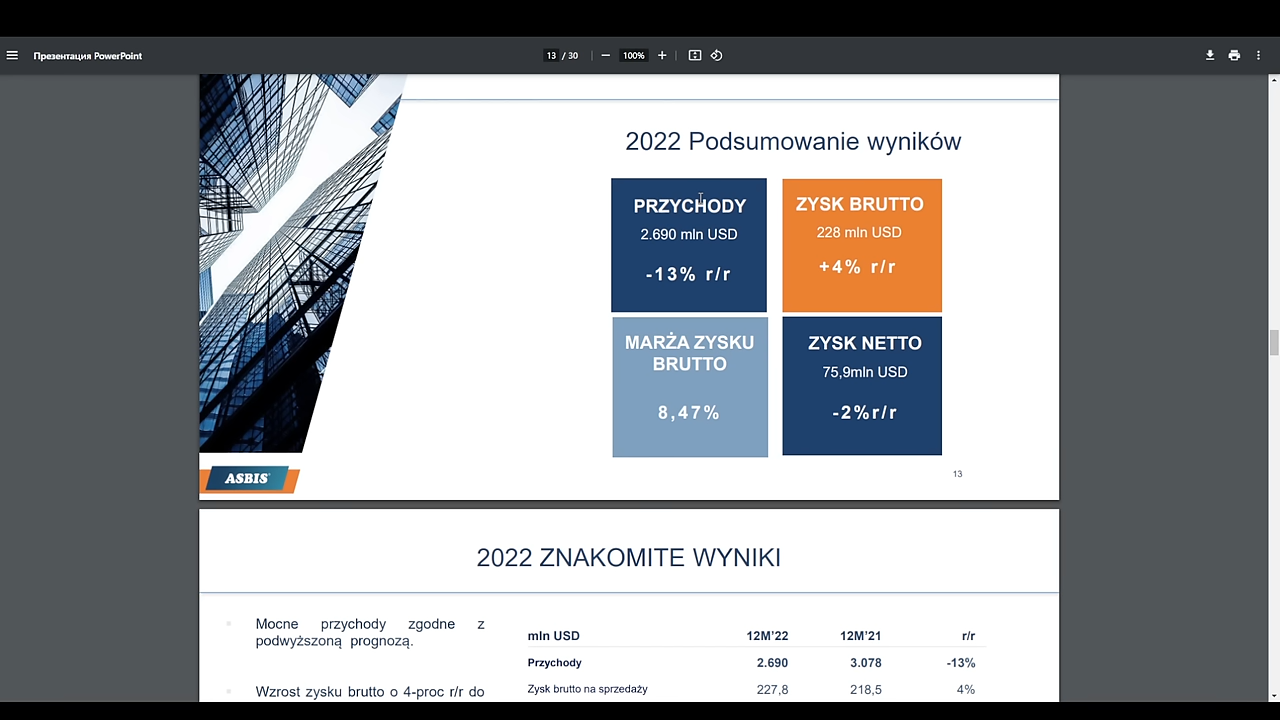 Презентация PowerPoint
13 / 30
100%
2022 Podsumowanie wyników
PRZYCHODY
2.690 mln USD
-13% r/r
ZYSK BRUTTO
228 mln USD
+4% r/r
MARŻA ZYSKU
BRUTTO
8,47%
ZYSK NETTO
75,9mln USD
-2%r/r
ASBIS
13
2022 ZNAKOMITE WYNIKI
Mocne przychody zgodne z
podwyższoną prognozą.
Wzrost zysku brutto o 4-proc r/r do
mln USD 12M'22 12M'21 r/r
Przychody 2.690 3.078 -13%
Zysk brutto na sprzedaży 227,8 218,5 4%